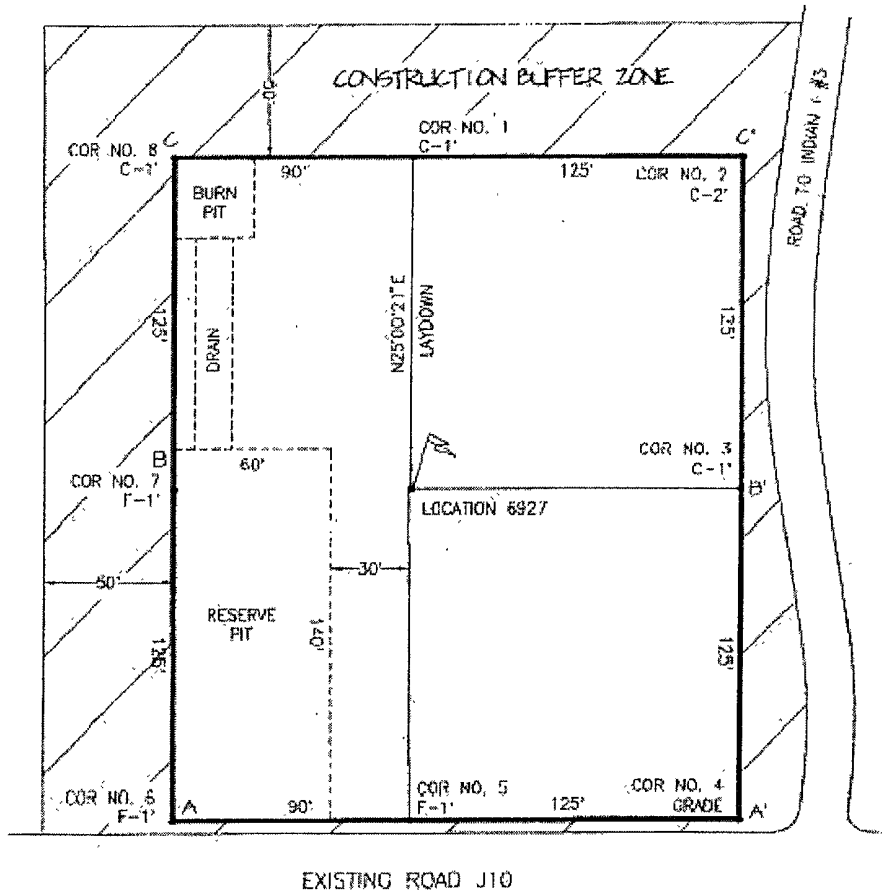 CONSTRUCTION BUFFER ZONE
50'
ROAD TO INDIAN #3
C
COR NO. 8
C-1'
COR NO. 1
C-1'
C'
90'
125'
COR NO. 2
C-2'
BURN
PIT
DRAIN
125'
N25°00'21"E
LAYDOWN
125'
B
60'
COR NO. 7
F-1'
COR NO. 3
C-1'
B'
LOCATION 6927
50'
30'
RESERVE
PIT
140'
125'
125'
COR NO. 6
F-1'
A
90'
COR NO. 5
F-1'
125'
COR NO. 4
GRADE
A'
EXISTING ROAD J10